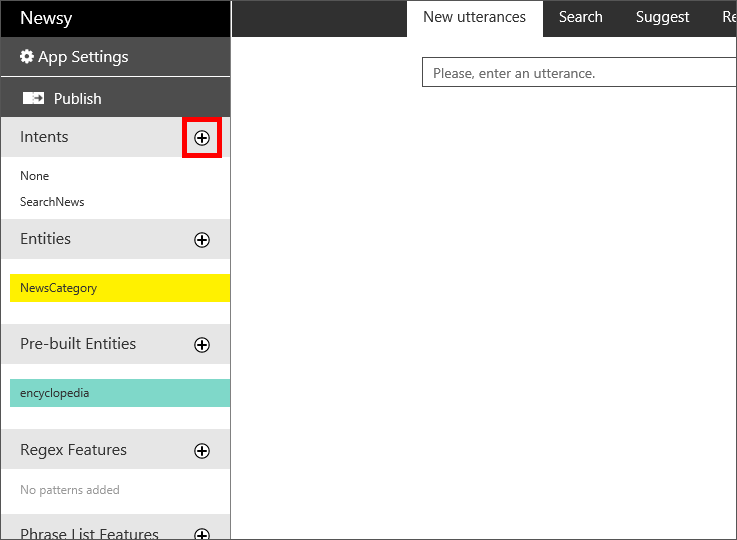 Newsy
New utterances Search Suggest Re
App Settings
Please, enter an utterance.
Publish
Intents
None
SearchNews
Entities
NewsCategory
Pre-built Entities
encyclopedia
Regex Features
No patterns added
Phrase List Features